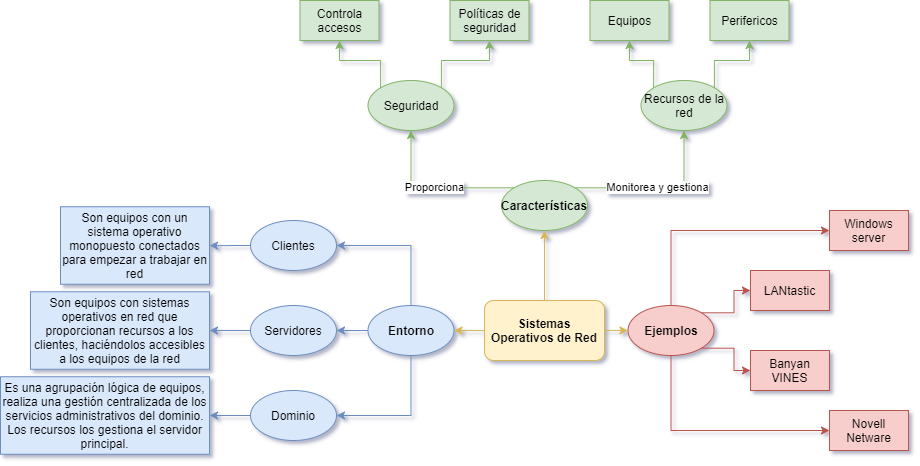 Controla
accesos
Políticas de
seguridad
Equipos
Perifericos
Seguridad
Recursos de la
red
Proporciona
Monitorea y gestiona
Características
Son equipos con un
sistema operativo
monopuesto conectados
para empezar a trabajar en
red
Clientes
Windows
server
LANtastic
Son equipos con sistemas
operativos en red que
proporcionan recursos a los
clientes, haciéndolos accesibles
a los equipos de la red
Servidores
Entorno
Sistemas
Operativos de Red
Ejemplos
Banyan
VINES
Es una agrupación lógica de equipos,
realiza una gestión centralizada de los
servicios administrativos del dominio.
Los recursos los gestiona el servidor
principal.
Dominio
Novell
Netware